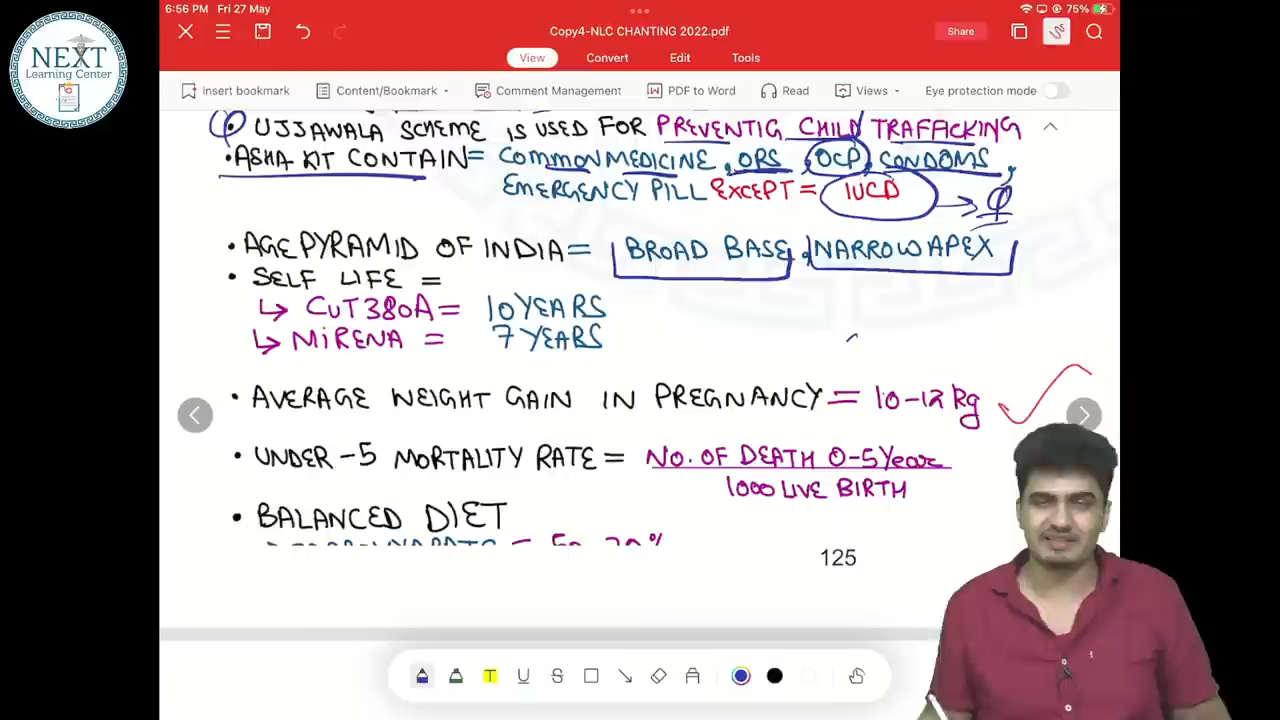 6:56 PM Fri 27 May
75%
NEXT
Learning Center
Copy4-NLC CHANTING 2022.pdf
Share
View Convert Edit Tools
Insert bookmark Content/Bookmark Comment Management PDF to Word Read Views Eye protection mode
• UJJAWALA SCHEME IS USED FOR PREVENTIG CHILD TRAFFICKING
• ASHA KIT CONTAIN = COMMON MEDICINE, ORS, OCP, CONDOMS,
EMERGENCY PILL EXCEPT = IUCD
• AGE PYRAMID OF INDIA = BROAD BASE, NARROW APEX
• SELF LIFE =
↳ CUT 380A = 10 YEARS
↳ MIRENA = 7 YEARS
• AVERAGE WEIGHT GAIN IN PREGNANCY = 10-12 kg
• UNDER-5 MORTALITY RATE = NO. OF DEATH 0-5 Year
1000 LIVE BIRTH
• BALANCED DIET
125